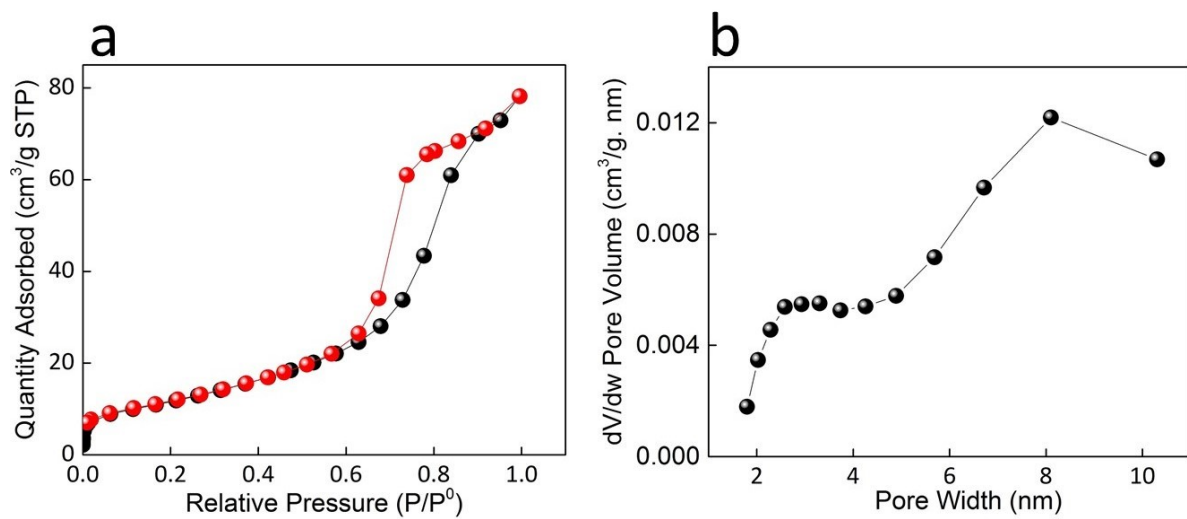 a
Quantity Adsorbed (cm³/g STP)
80
60
40
20
0
0.0 0.2 0.4 0.6 0.8 1.0
Relative Pressure (P/P⁰)
b
dV/dw Pore Volume (cm³/g. nm)
0.012
0.008
0.004
0.000
2 4 6 8 10
Pore Width (nm)